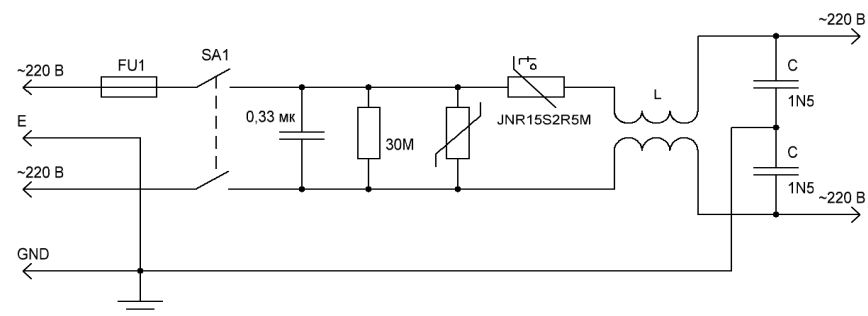 ~220 В
FU1
SA1
0,33 мк
30М
t°
JNR15S2R5M
L
~220 В
C
1N5
E
~220 В
C
1N5
~220 В
GND